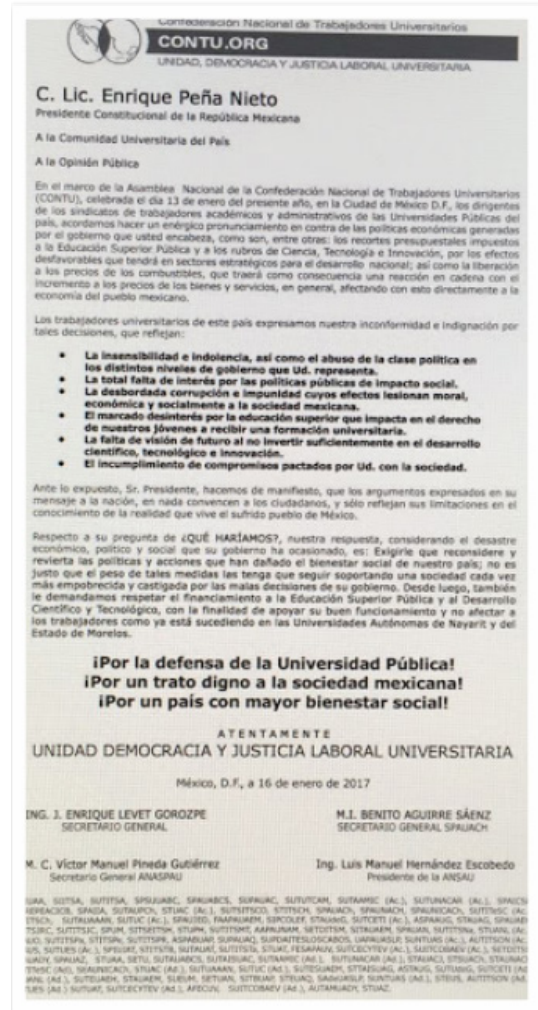 Confederación Nacional de Trabajadores Universitarios
CONTU.ORG
UNIDAD, DEMOCRACIA Y JUSTICIA LABORAL UNIVERSITARIA
C. Lic. Enrique Peña Nieto
Presidente Constitucional de la República Mexicana
A la Comunidad Universitaria del País
A la Opinión Pública
En el marco de la Asamblea Nacional de la Confederación Nacional de Trabajadores Universitarios
(CONTU), celebrada el día 13 de enero del presente año, en la Ciudad de México D.F., los dirigentes
de los sindicatos de trabajadores académicos y administrativos de las Universidades Públicas del
país, acordamos hacer un enérgico pronunciamiento en contra de las políticas económicas generadas
por el gobierno que usted encabeza, como son, entre otras: los recortes presupuestales impuestos
a la Educación Superior Pública y a los rubros de Ciencia, Tecnología e Innovación, por los efectos
desfavorables que tendrá en sectores estratégicos para el desarrollo nacional; así como la liberación
a los precios de los combustibles, que traerá como consecuencia una reacción en cadena con el
incremento a los precios de los bienes y servicios, en general, afectando con esto directamente a la
economía del pueblo mexicano.
Los trabajadores universitarios de este país expresamos nuestra inconformidad e indignación por
tales decisiones, que reflejan:
• La insensibilidad e indolencia, así como el abuso de la clase política en
los distintos niveles de gobierno que Ud. representa.
• La total falta de interés por las políticas públicas de impacto social.
• La desbordada corrupción e impunidad cuyos efectos lesionan moral,
económica y socialmente a la sociedad mexicana.
• El marcado desinterés por la educación superior que impacta en el derecho
de nuestros jóvenes a recibir una formación universitaria.
• La falta de visión de futuro al no invertir suficientemente en el desarrollo
científico, tecnológico e innovación.
• El incumplimiento de compromisos pactados por Ud. con la sociedad.
Ante lo expuesto, Sr. Presidente, hacemos de manifiesto, que los argumentos expresados en su
mensaje a la nación, en nada convencen a los ciudadanos, y sólo reflejan sus limitaciones en el
conocimiento de la realidad que vive el sufrido pueblo de México.
Respecto a su pregunta de ¿QUÉ HARÍAMOS?, nuestra respuesta, considerando el desastre
económico, político y social que su gobierno ha ocasionado, es: Exigirle que reconsidere y
revierta las políticas y acciones que han dañado el bienestar social de nuestro país; no es
justo que el peso de tales medidas las tenga que seguir soportando una sociedad cada vez
más empobrecida y castigada por las malas decisiones de su gobierno. Desde luego, también
le demandamos respetar el financiamiento a la Educación Superior Pública y al Desarrollo
Científico y Tecnológico, con la finalidad de apoyar su buen funcionamiento y no afectar a
los trabajadores como ya está sucediendo en las Universidades Autónomas de Nayarit y del
Estado de Morelos.
¡Por la defensa de la Universidad Pública!
¡Por un trato digno a la sociedad mexicana!
¡Por un país con mayor bienestar social!
ATENTAMENTE
UNIDAD DEMOCRACIA Y JUSTICIA LABORAL UNIVERSITARIA
México, D.F., a 16 de enero de 2017
ING. J. ENRIQUE LEVET GOROZPE
SECRETARIO GENERAL
M.I. BENITO AGUIRRE SÁENZ
SECRETARIO GENERAL SPAUACH
M. C. Víctor Manuel Pineda Gutiérrez
Secretario General ANASPAU
Ing. Luis Manuel Hernández Escobedo
Presidente de la ANSAU